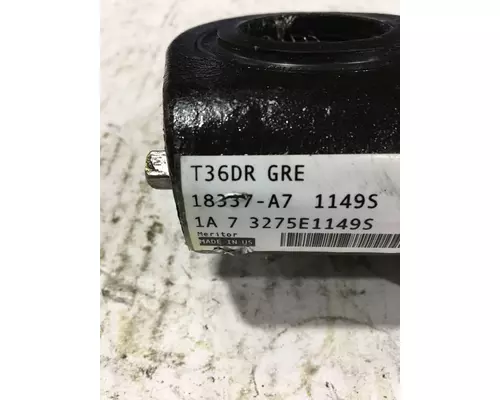 T36DR GRE
18337-A7 1149S
1A 7 3275E1149S
Meritor
MADE IN US